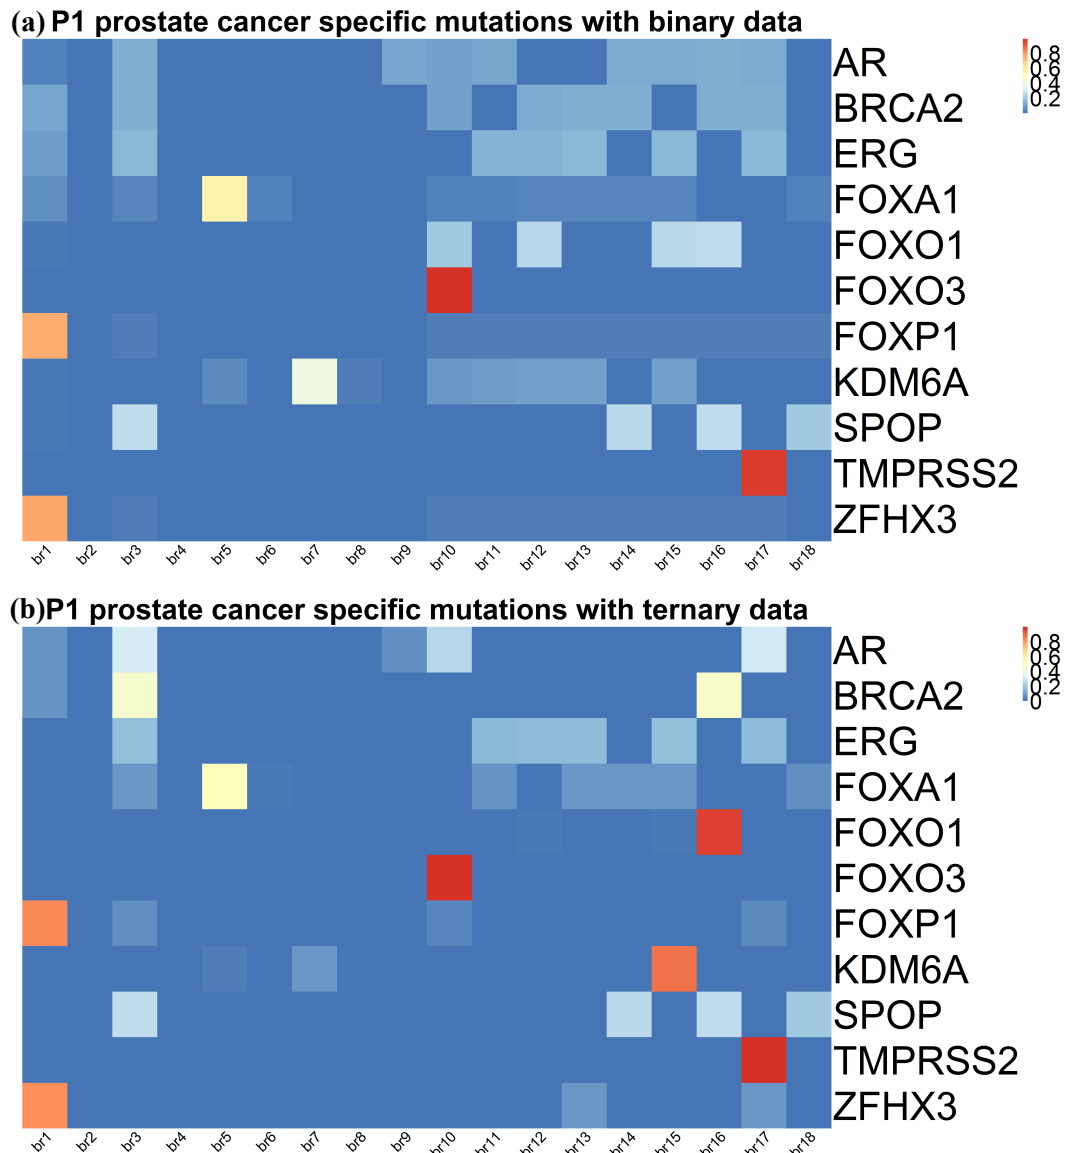 (a) P1 prostate cancer specific mutations with binary data
AR
BRCA2
ERG
FOXA1
FOXO1
FOXO3
FOXP1
KDM6A
SPOP
TMPRSS2
ZFHX3
0.8
0.6
0.4
0.2
br1 br2 br3 br4 br5 br6 br7 br8 br9 br10 br11 br12 br13 br14 br15 br16 br17 br18
(b)P1 prostate cancer specific mutations with ternary data
AR
BRCA2
ERG
FOXA1
FOXO1
FOXO3
FOXP1
KDM6A
SPOP
TMPRSS2
ZFHX3
0.8
0.6
0.4
0.2
0
br1 br2 br3 br4 br5 br6 br7 br8 br9 br10 br11 br12 br13 br14 br15 br16 br17 br18